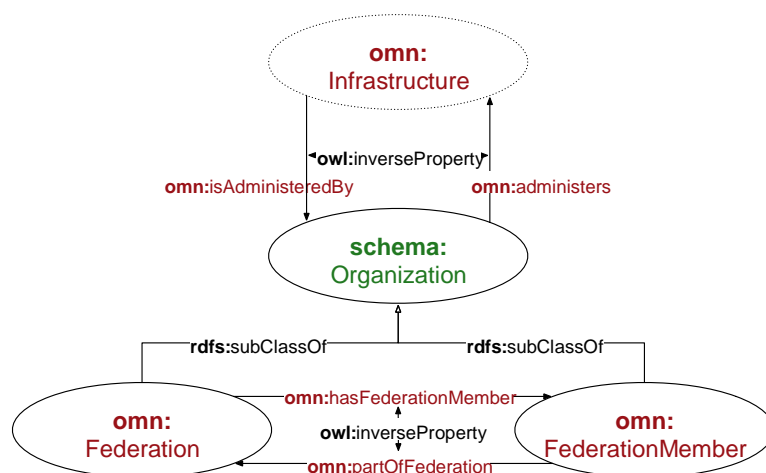 omn:
Infrastructure
owl:inverseProperty
omn:isAdministeredBy
omn:administers
schema:
Organization
rdfs:subClassOf
rdfs:subClassOf
omn:hasFederationMember
omn:
Federation
owl:inverseProperty
omn:
FederationMember
omn:partOfFederation